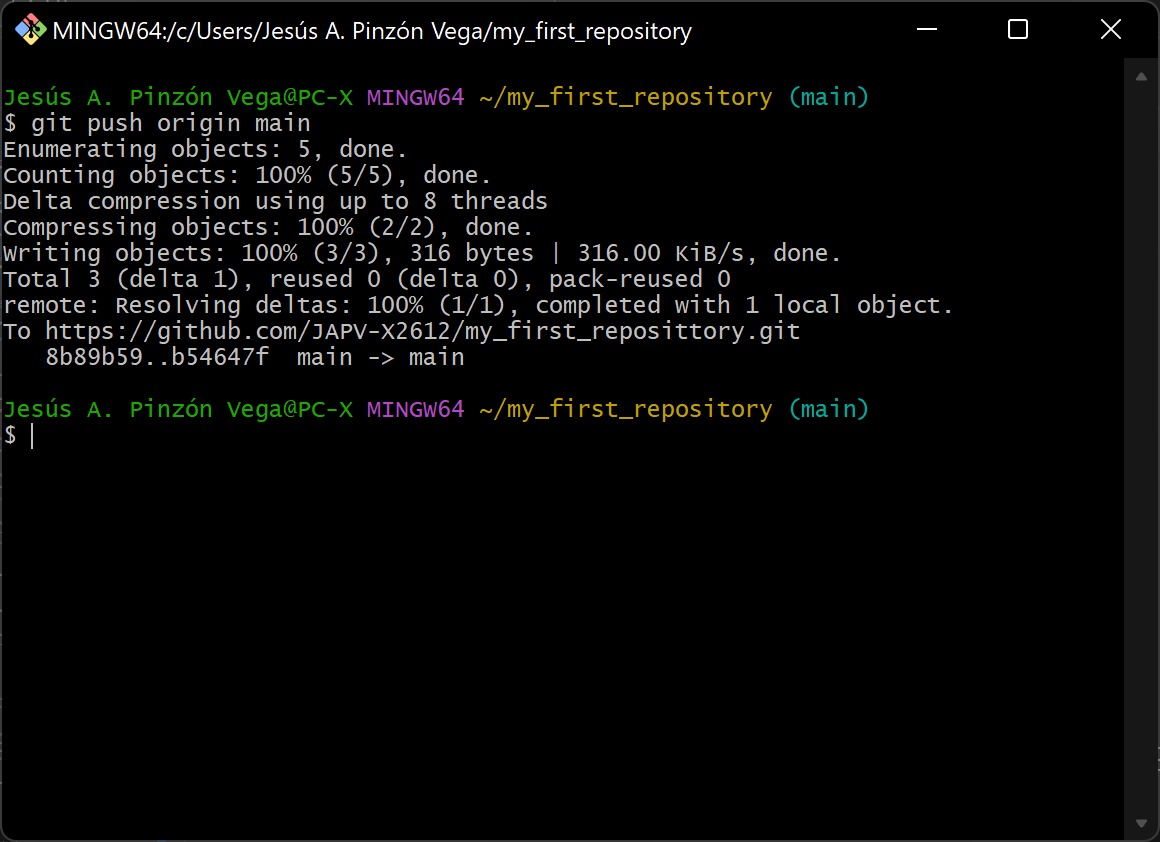 MINGW64:/c/Users/Jesús A. Pinzón Vega/my_first_repository
Jesús A. Pinzón Vega@PC-X MINGW64 ~/my_first_repository (main)
$ git push origin main
Enumerating objects: 5, done.
Counting objects: 100% (5/5), done.
Delta compression using up to 8 threads
Compressing objects: 100% (2/2), done.
Writing objects: 100% (3/3), 316 bytes | 316.00 KiB/s, done.
Total 3 (delta 1), reused 0 (delta 0), pack-reused 0
remote: Resolving deltas: 100% (1/1), completed with 1 local object.
To https://github.com/JAPV-X2612/my_first_reposittory.git
   8b89b59..b54647f  main -> main
Jesús A. Pinzón Vega@PC-X MINGW64 ~/my_first_repository (main)
$